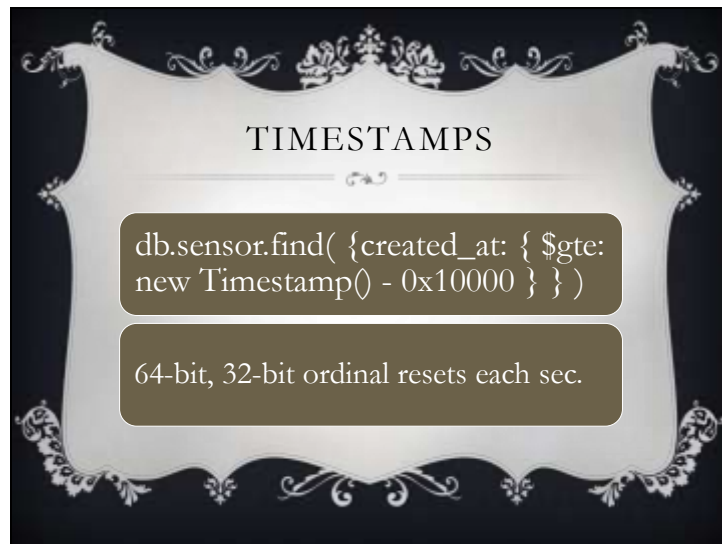 TIMESTAMPS
db.sensor.find( {created_at: { $gte:
new Timestamp() - 0x10000 } } )
64-bit, 32-bit ordinal resets each sec.